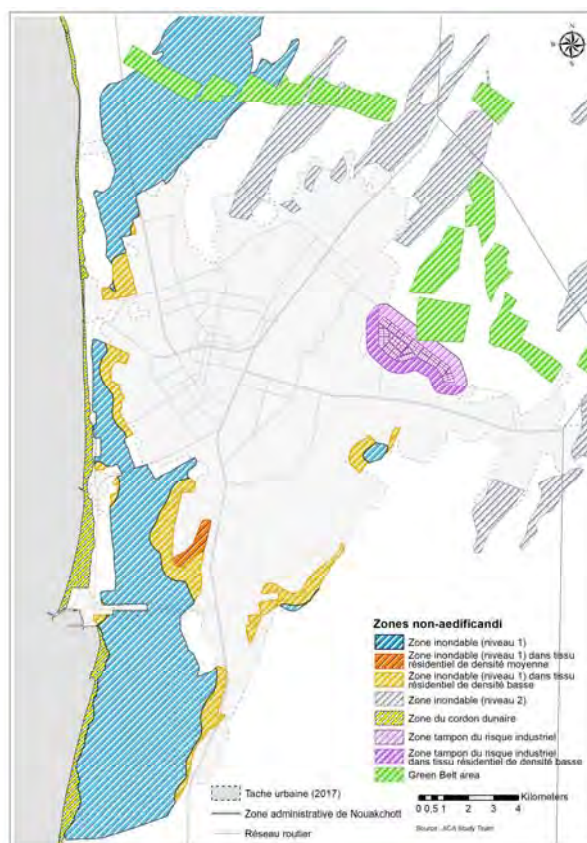 N
Zones non-aedificandi
Zone inondable (niveau 1)
Zone inondable (niveau 1) dans tissu
résidentiel de densité moyenne
Zone inondable (niveau 1) dans tissu
résidentiel de densité basse
Zone inondable (niveau 2)
Zone du cordon dunaire
Zone tampon du risque industriel
Zone tampon du risque industriel
dans tissu résidentiel de densité basse
Green Belt area
Tache urbaine (2017)
Zone administrative de Nouakchott
Réseau routier
Kilometers
0 0,5 1 2 3 4
Source : JICA Study Team